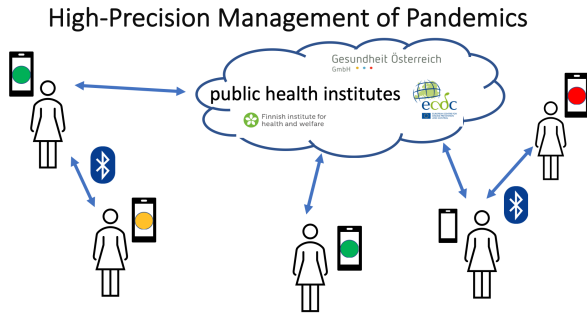 High-Precision Management of Pandemics
Gesundheit Österreich
GmbH
public health institutes
ecdc
Finnish institute for
health and welfare